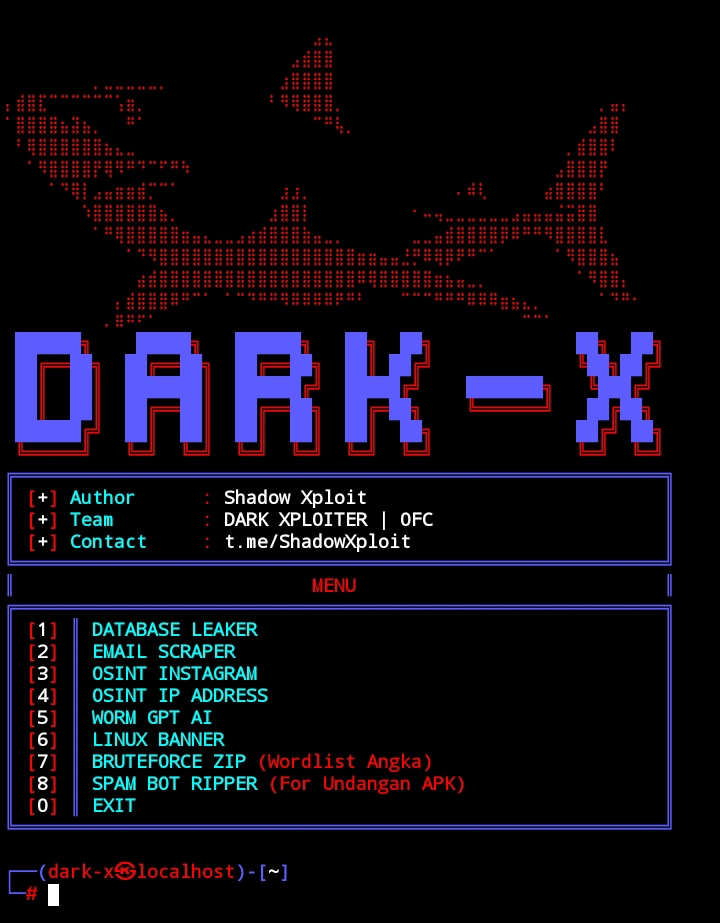 DARK-X
[+] Author : Shadow Xploit
[+] Team : DARK XPLOITER | OFC
[+] Contact : t.me/ShadowXploit
MENU
[1] DATABASE LEAKER
[2] EMAIL SCRAPER
[3] OSINT INSTAGRAM
[4] OSINT IP ADDRESS
[5] WORM GPT AI
[6] LINUX BANNER
[7] BRUTEFORCE ZIP (Wordlist Angka)
[8] SPAM BOT RIPPER (For Undangan APK)
[0] EXIT
(dark-x㉿localhost)-[~]
#